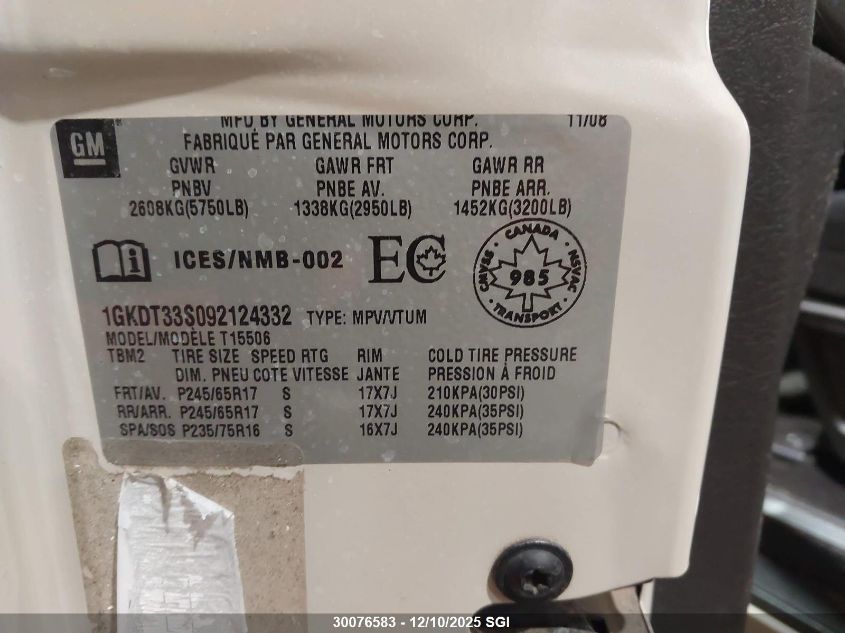 MFD BY GENERAL MOTORS CORP. 11/08
GM
FABRIQUÉ PAR GENERAL MOTORS CORP.
GVWR GAWR FRT GAWR RR
PNBV PNBE AV. PNBE ARR.
2608KG(5750LB) 1338KG(2950LB) 1452KG(3200LB)
i ICES/NMB-002 EC
CANADA
CMVSS 985 NSVAC
TRANSPORT
1GKDT33S092124332 TYPE: MPV/VTUM
MODEL/MODÈLE T15506
TBM2 TIRE SIZE SPEED RTG RIM COLD TIRE PRESSURE
DIM. PNEU COTE VITESSE JANTE PRESSION À FROID
FRT/AV. P245/65R17 S 17X7J 210KPA(30PSI)
RR/ARR. P245/65R17 S 17X7J 240KPA(35PSI)
SPA/SOS P235/75R16 S 16X7J 240KPA(35PSI)
30076583 - 12/10/2025 SGI